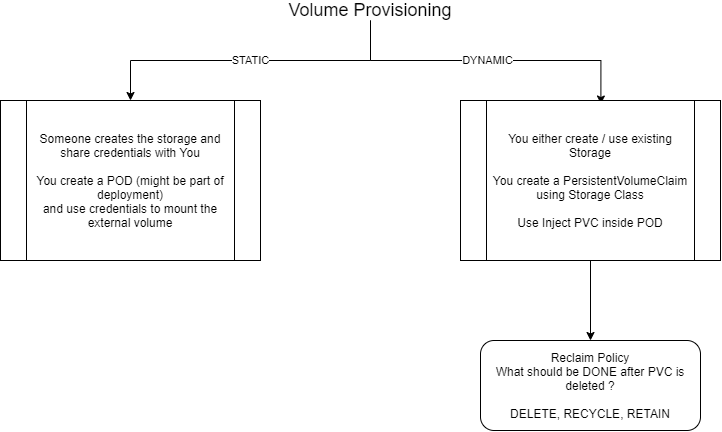 Volume Provisioning
STATIC
DYNAMIC
Someone creates the storage and
share credentials with You
You create a POD (might be part of
deployment)
and use credentials to mount the
external volume
You either create / use existing
Storage
You create a PersistentVolumeClaim
using Storage Class
Use Inject PVC inside POD
Reclaim Policy
What should be DONE after PVC is
deleted ?
DELETE, RECYCLE, RETAIN